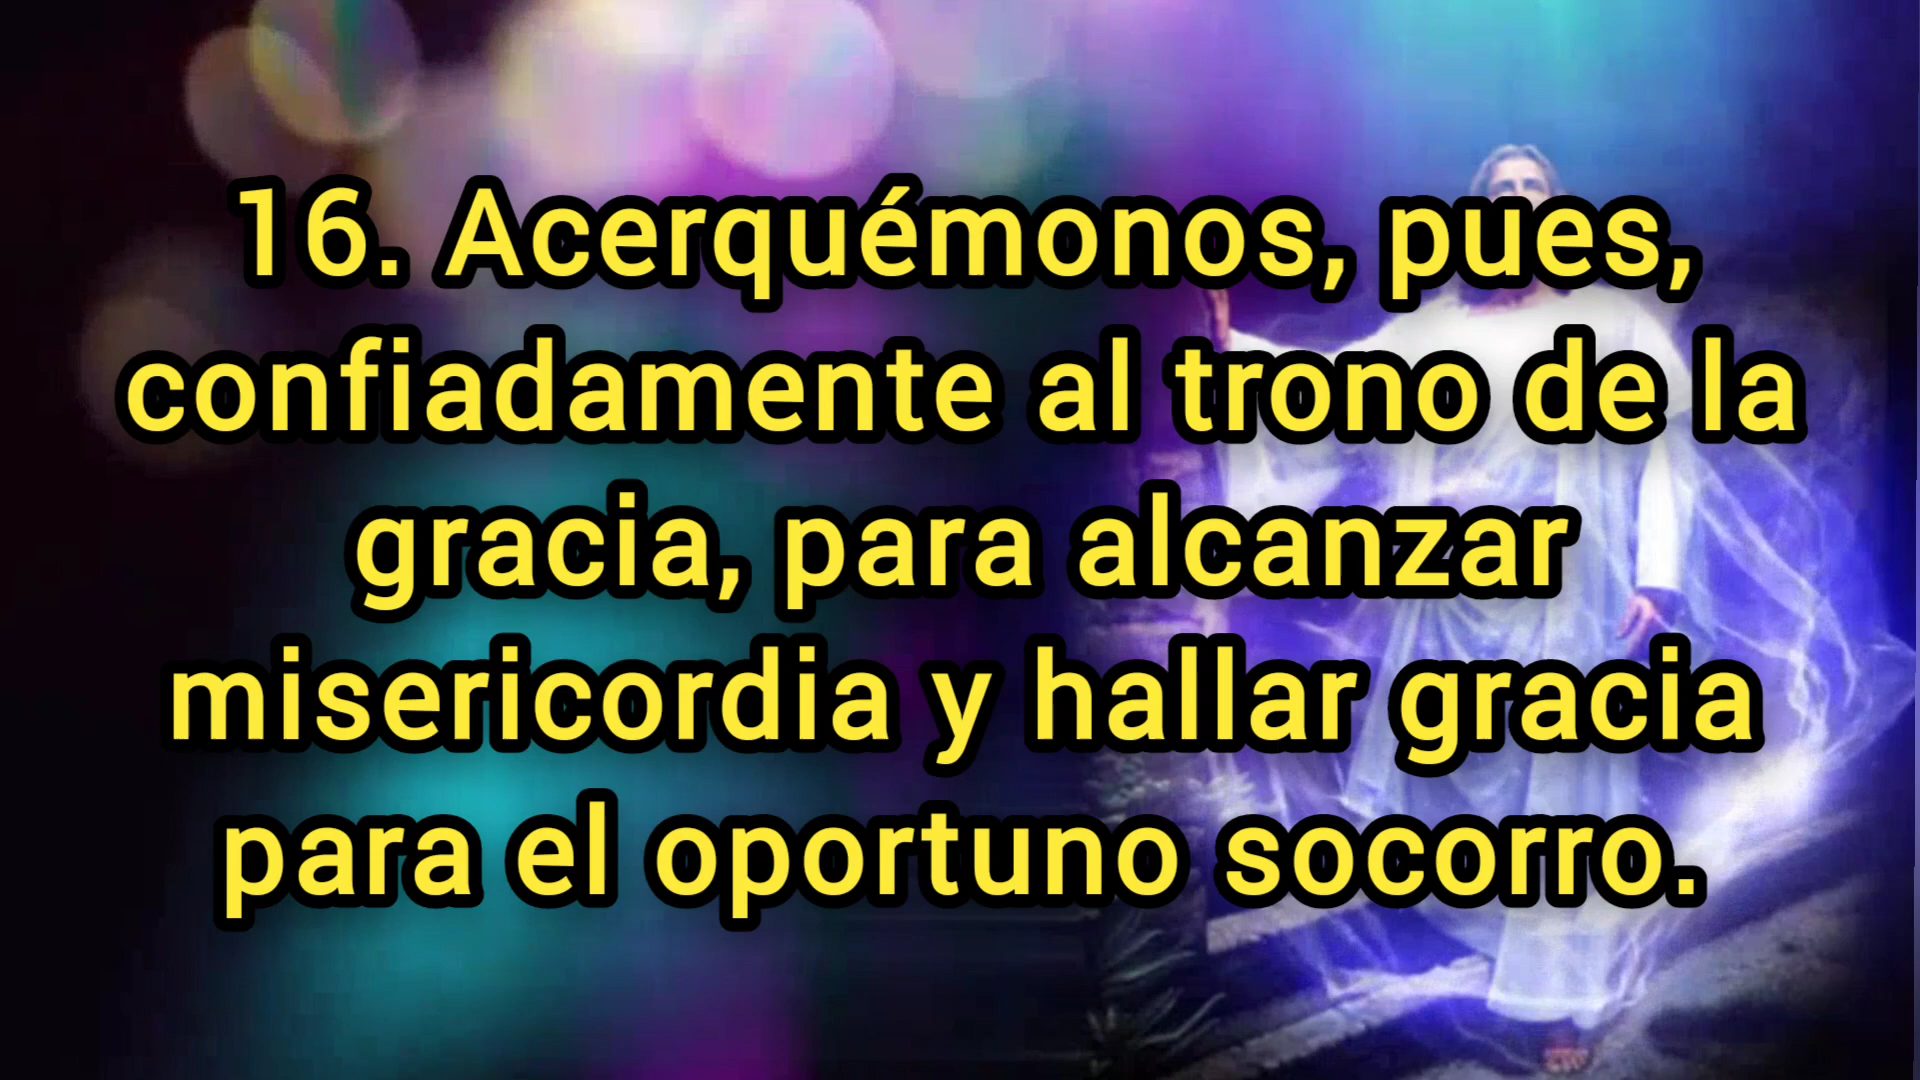 16. Acerquémonos, pues,
confiadamente al trono de la
gracia, para alcanzar
misericordia y hallar gracia
para el oportuno socorro.